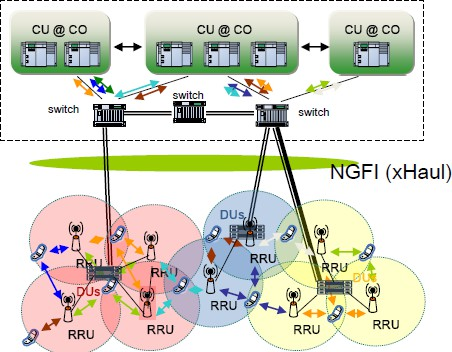 CU @ CO
CU @ CO
CU @ CO
switch
switch
switch
NGFI (xHaul)
DUs
RRU
RRU
RRU
RRU
DUs
DUs
RRU
RRU
RRU
RRU
RRU